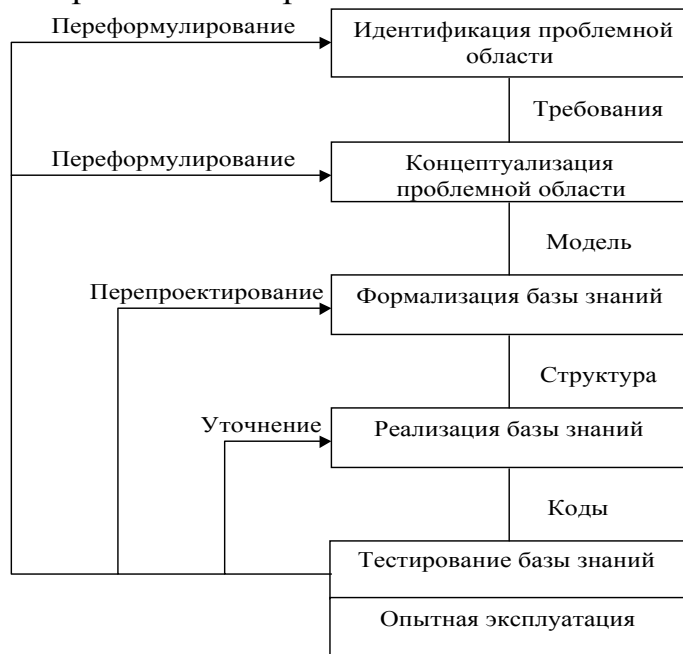 Переформулирование
Идентификация проблемной
области
Требования
Переформулирование
Концептуализация
проблемной области
Модель
Перепроектирование
Формализация базы знаний
Структура
Уточнение
Реализация базы знаний
Коды
Тестирование базы знаний
Опытная эксплуатация